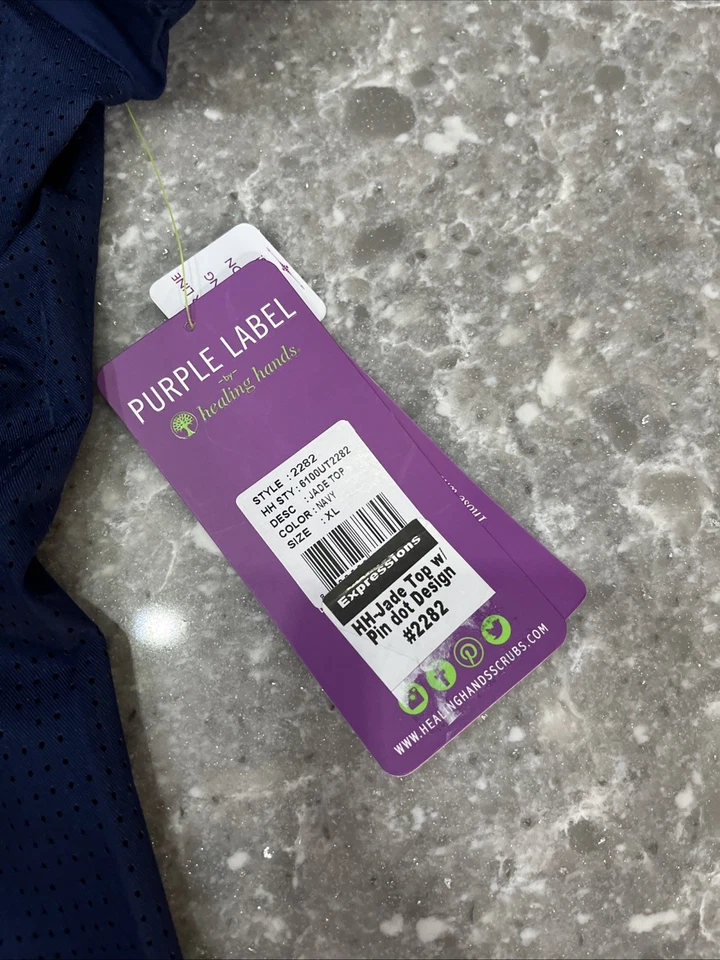 PURPLE LABEL
-by-
healing hands
STYLE : 2282
HH STY : 6100UT2282
DESC : JADE TOP
COLOR : NAVY
SIZE : XL
Expressions
HH-Jade Top w/
Pin dot Design
#2282
WWW.HEALINGHANDSSCRUBS.COM
LINE